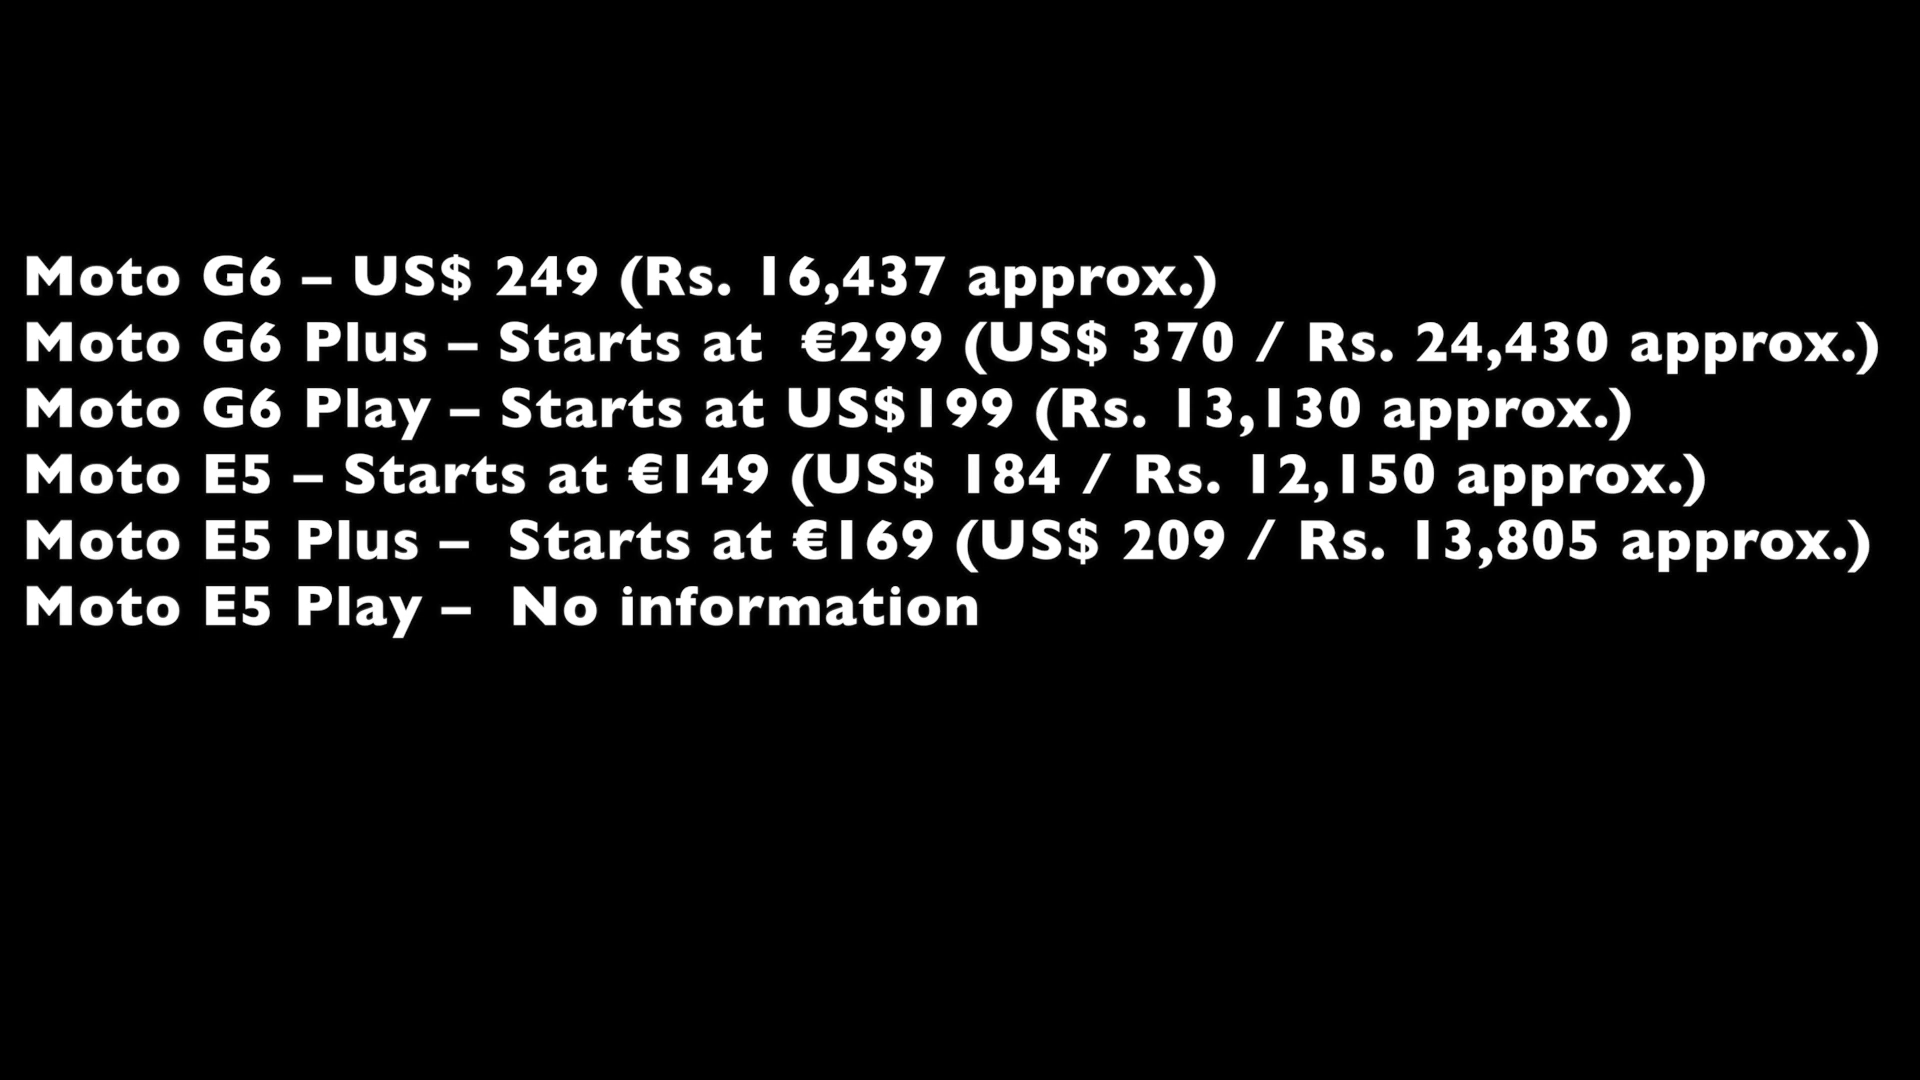 Moto G6 – US$ 249 (Rs. 16,437 approx.)
Moto G6 Plus – Starts at  €299 (US$ 370 / Rs. 24,430 approx.)
Moto G6 Play – Starts at US$199 (Rs. 13,130 approx.)
Moto E5 – Starts at €149 (US$ 184 / Rs. 12,150 approx.)
Moto E5 Plus –  Starts at €169 (US$ 209 / Rs. 13,805 approx.)
Moto E5 Play –  No information